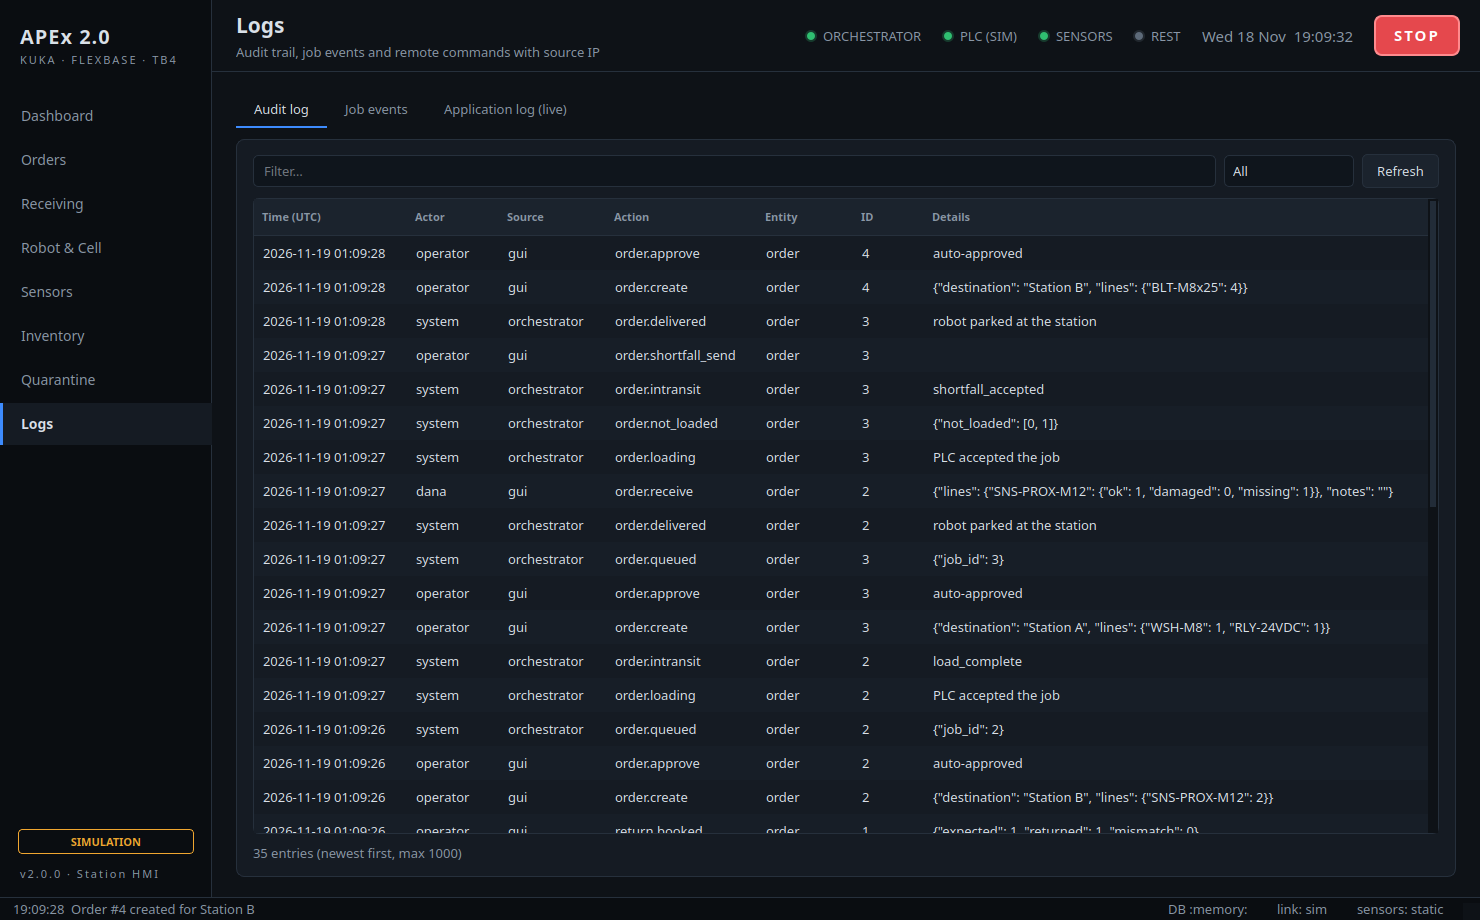 APEx 2.0
KUKA · FLEXBASE · TB4
Dashboard
Orders
Receiving
Robot & Cell
Sensors
Inventory
Quarantine
Logs
SIMULATION
v2.0.0 · Station HMI
Logs
Audit trail, job events and remote commands with source IP
ORCHESTRATOR PLC (SIM) SENSORS REST Wed 18 Nov 19:09:32 STOP
Audit log Job events Application log (live)
Filter... All Refresh
Time (UTC) Actor Source Action Entity ID Details
2026-11-19 01:09:28 operator gui order.approve order 4 auto-approved
2026-11-19 01:09:28 operator gui order.create order 4 {"destination": "Station B", "lines": {"BLT-M8x25": 4}}
2026-11-19 01:09:28 system orchestrator order.delivered order 3 robot parked at the station
2026-11-19 01:09:27 operator gui order.shortfall_send order 3
2026-11-19 01:09:27 system orchestrator order.intransit order 3 shortfall_accepted
2026-11-19 01:09:27 system orchestrator order.not_loaded order 3 {"not_loaded": [0, 1]}
2026-11-19 01:09:27 system orchestrator order.loading order 3 PLC accepted the job
2026-11-19 01:09:27 dana gui order.receive order 2 {"lines": {"SNS-PROX-M12": {"ok": 1, "damaged": 0, "missing": 1}}, "notes": ""}
2026-11-19 01:09:27 system orchestrator order.delivered order 2 robot parked at the station
2026-11-19 01:09:27 system orchestrator order.queued order 3 {"job_id": 3}
2026-11-19 01:09:27 operator gui order.approve order 3 auto-approved
2026-11-19 01:09:27 operator gui order.create order 3 {"destination": "Station A", "lines": {"WSH-M8": 1, "RLY-24VDC": 1}}
2026-11-19 01:09:27 system orchestrator order.intransit order 2 load_complete
2026-11-19 01:09:27 system orchestrator order.loading order 2 PLC accepted the job
2026-11-19 01:09:26 system orchestrator order.queued order 2 {"job_id": 2}
2026-11-19 01:09:26 operator gui order.approve order 2 auto-approved
2026-11-19 01:09:26 operator gui order.create order 2 {"destination": "Station B", "lines": {"SNS-PROX-M12": 2}}
2026-11-19 01:09:26 operator gui return.booked order 1 {"expected": 1, "returned": 1, "mismatch": 0}
35 entries (newest first, max 1000)
19:09:28 Order #4 created for Station B
DB :memory: link: sim sensors: static